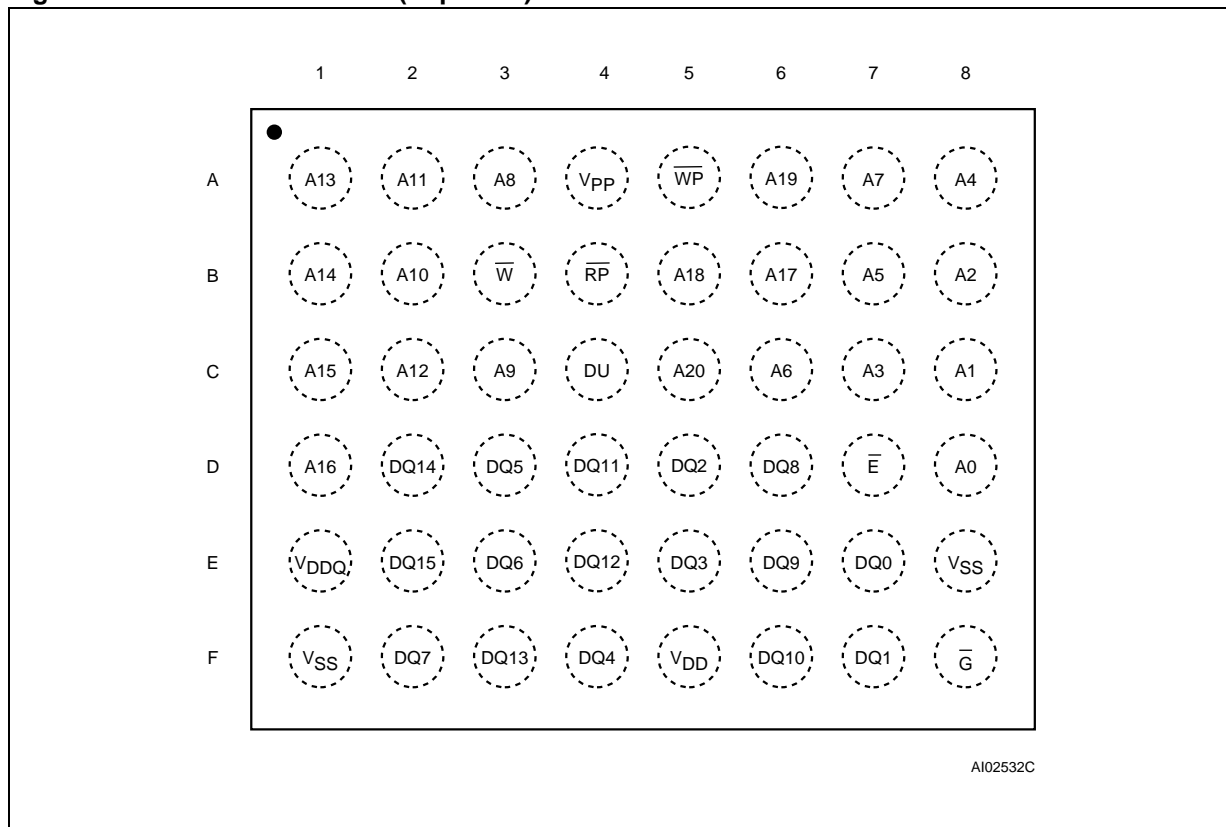 1 2 3 4 5 6 7 8
A A13 A11 A8 VPP W̅P̅ A19 A7 A4
B A14 A10 W̅ R̅P̅ A18 A17 A5 A2
C A15 A12 A9 DU A20 A6 A3 A1
D A16 DQ14 DQ5 DQ11 DQ2 DQ8 E̅ A0
E VDDQ DQ15 DQ6 DQ12 DQ3 DQ9 DQ0 VSS
F VSS DQ7 DQ13 DQ4 VDD DQ10 DQ1 G̅
AI02532C